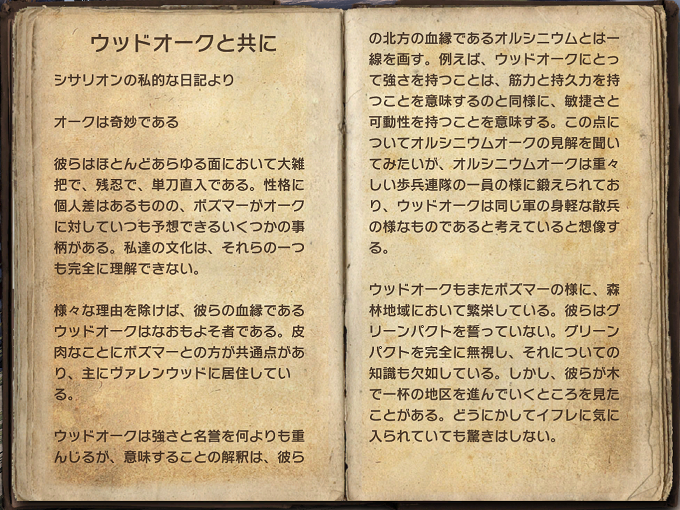 ウッドオークと共に
シサリオンの私的な日記より
オークは奇妙である
彼らはほとんどあらゆる面において大雑
把で、残忍で、単刀直入である。性格に
個人差はあるものの、ボズマーがオーク
に対していつも予想できるいくつかの事
柄がある。私達の文化は、それらの一つ
も完全に理解できない。
様々な理由を除けば、彼らの血縁である
ウッドオークはなおもよそ者である。皮
肉なことにボズマーとの方が共通点があ
り、主にヴァレンウッドに居住してい
る。
ウッドオークは強さと名誉を何よりも重
んじるが、意味することの解釈は、彼ら
の北方の血縁であるオルシニウムとは一
線を画す。例えば、ウッドオークにとっ
て強さを持つことは、筋力と持久力を持
つことを意味するのと同様に、敏捷さと
可動性を持つことを意味する。この点に
ついてオルシニウムオークの見解を聞い
てみたいが、オルシニウムオークは重々
しい歩兵連隊の一員の様に鍛えられてお
り、ウッドオークは同じ軍の身軽な散兵
の様なものであると考えていると想像す
る。
ウッドオークもまたボズマーの様に、森
林地域において繁栄している。彼らはグ
リーンパクトを誓っていない。グリーン
パクトを完全に無視し、それについての
知識も欠如している。しかし、彼らが木
で一杯の地区を進んでいくところを見た
ことがある。どうにかしてイフレに気に
入られていても驚きはしない。